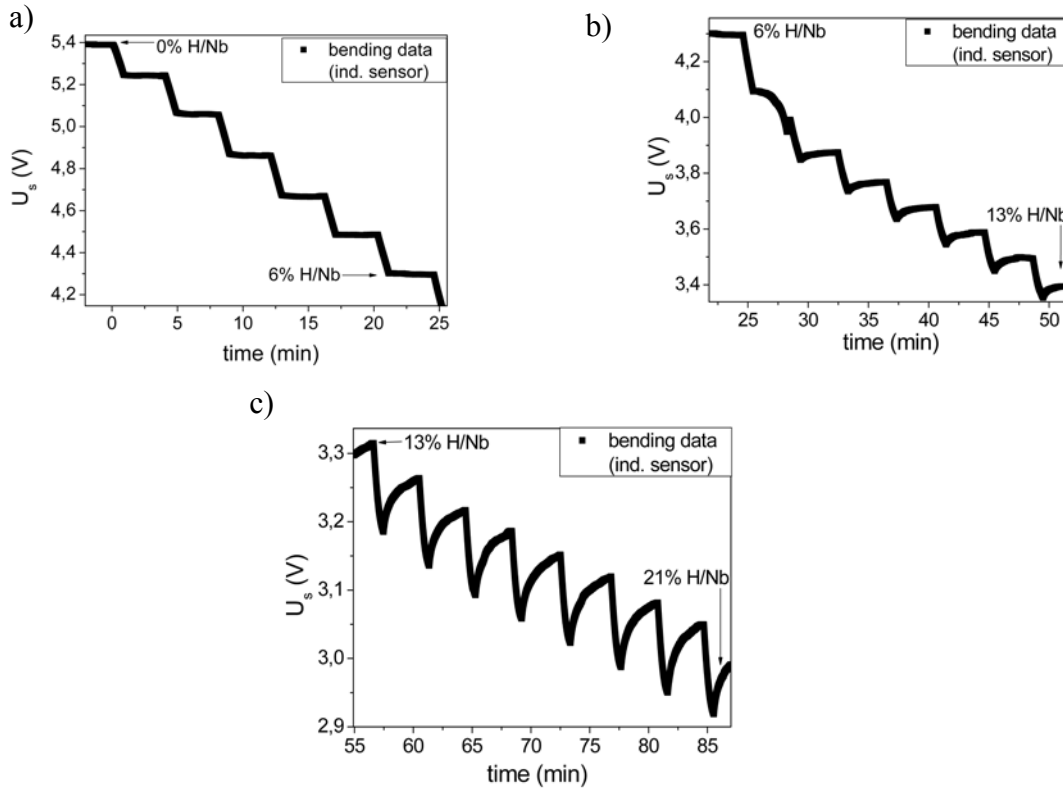 a)
5,4
5,2
5,0
4,8
4,6
4,4
4,2
U_s (V)
0% H/Nb
bending data
(ind. sensor)
6% H/Nb
0
5
10
15
20
25
time (min)
b)
4,2
4,0
3,8
3,6
3,4
U_s (V)
6% H/Nb
bending data
(ind. sensor)
13% H/Nb
25
30
35
40
45
50
time (min)
c)
3,3
3,2
3,1
3,0
2,9
U_s (V)
13% H/Nb
bending data
(ind. sensor)
21% H/Nb
55
60
65
70
75
80
85
time (min)